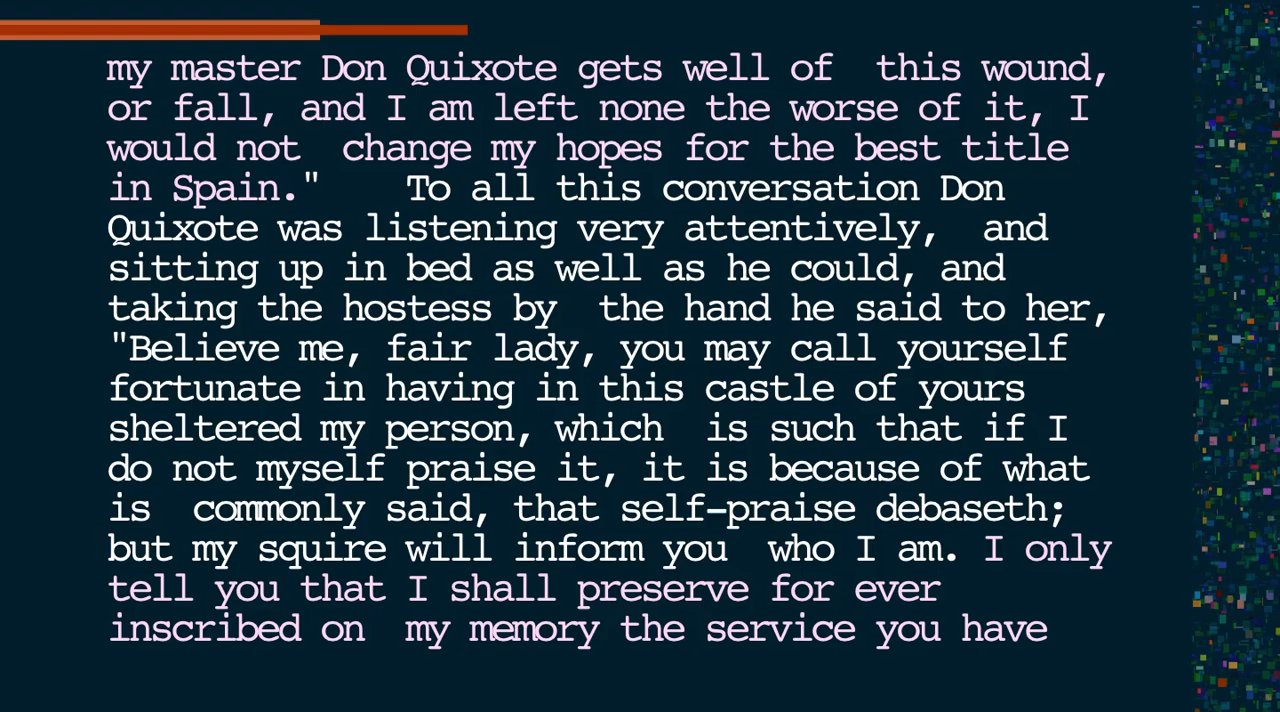 my master Don Quixote gets well of  this wound,
or fall, and I am left none the worse of it, I
would not  change my hopes for the best title
in Spain."    To all this conversation Don
Quixote was listening very attentively,  and
sitting up in bed as well as he could, and
taking the hostess by  the hand he said to her,
"Believe me, fair lady, you may call yourself
fortunate in having in this castle of yours
sheltered my person, which  is such that if I
do not myself praise it, it is because of what
is  commonly said, that self-praise debaseth;
but my squire will inform you  who I am. I only
tell you that I shall preserve for ever
inscribed on  my memory the service you have